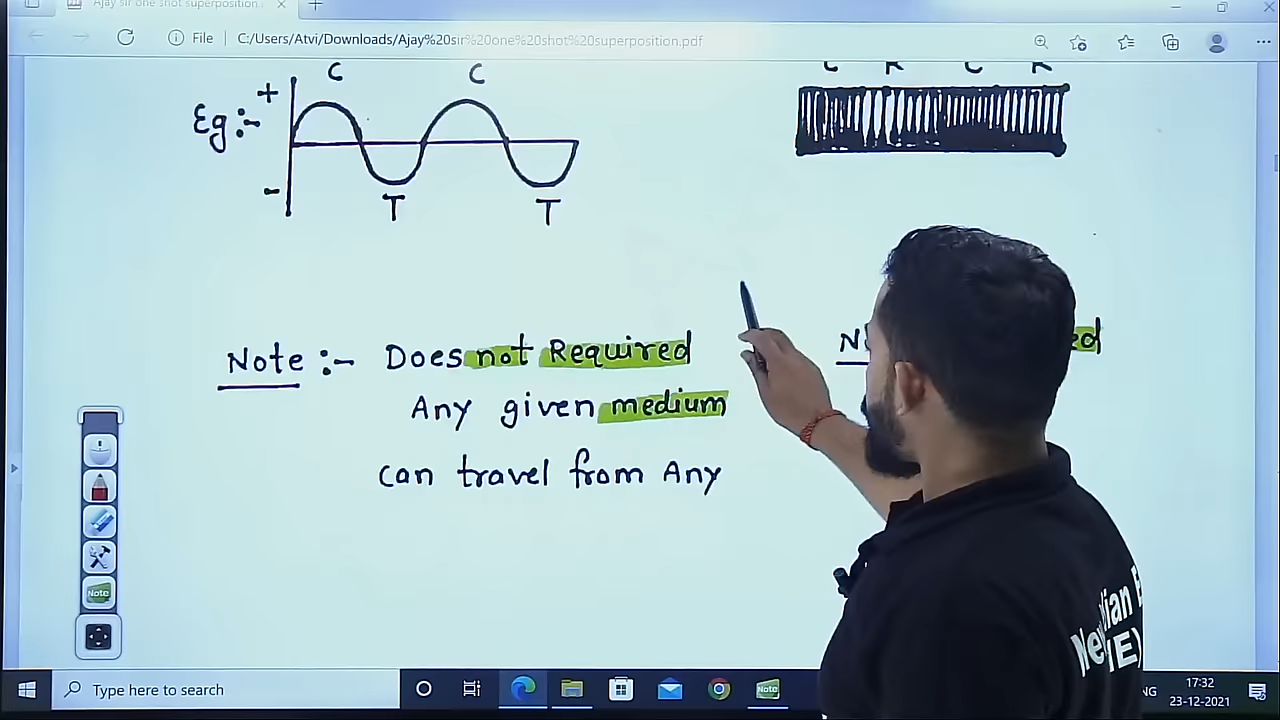 Ajay sir one shot superposition.
File | C:/Users/Atvi/Downloads/Ajay%20sir%20one%20shot%20superposition.pdf
C C
C R C R
Eg:- +
-
T T
Note :- Does not Required
Any given medium
can travel from Any
Note
Type here to search
Note
17:32
23-12-2021